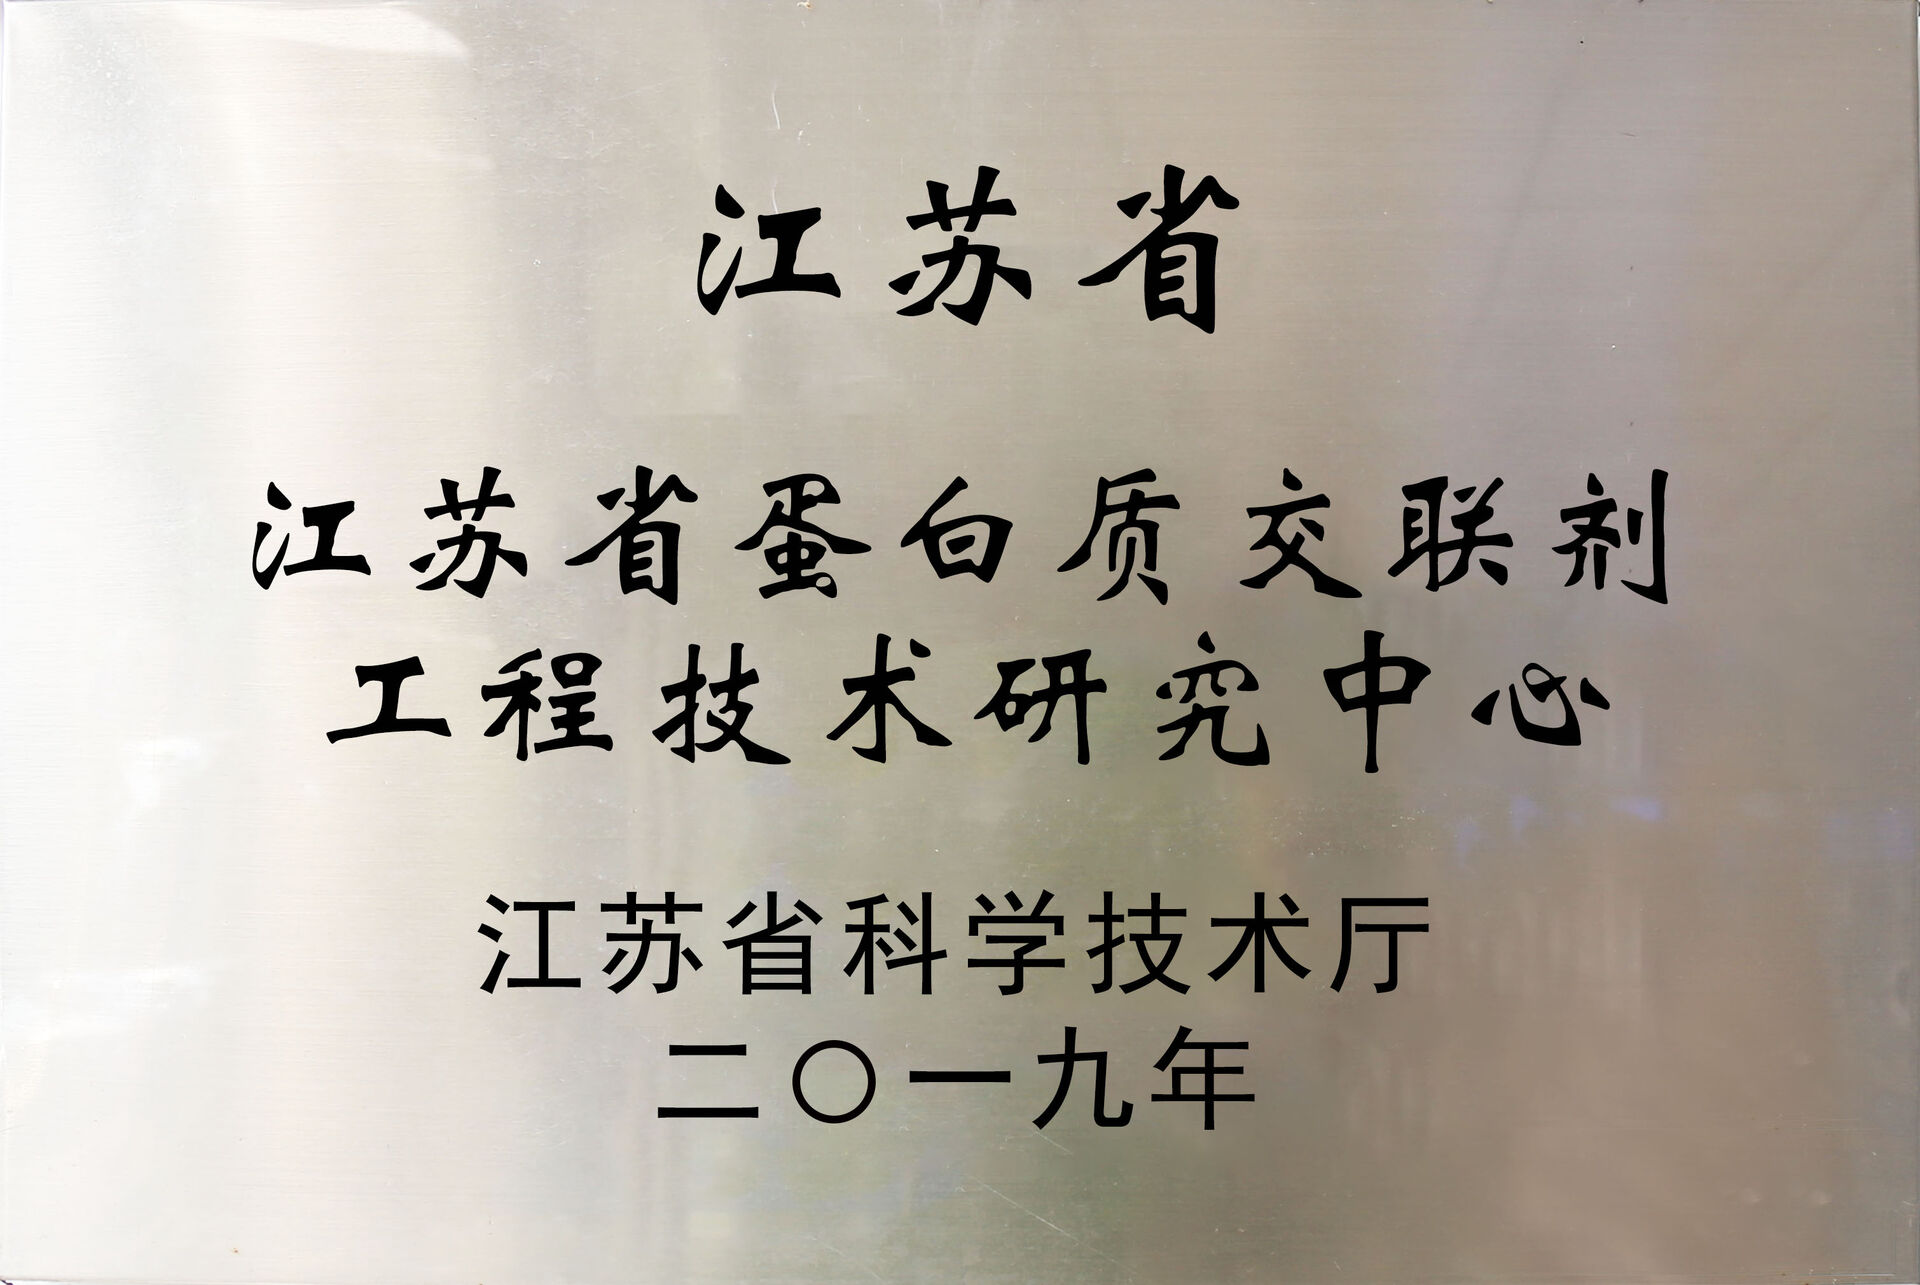 江苏省
江苏省蛋白质交联剂
工程技术研究中心
江苏省科学技术厅
二〇一九年